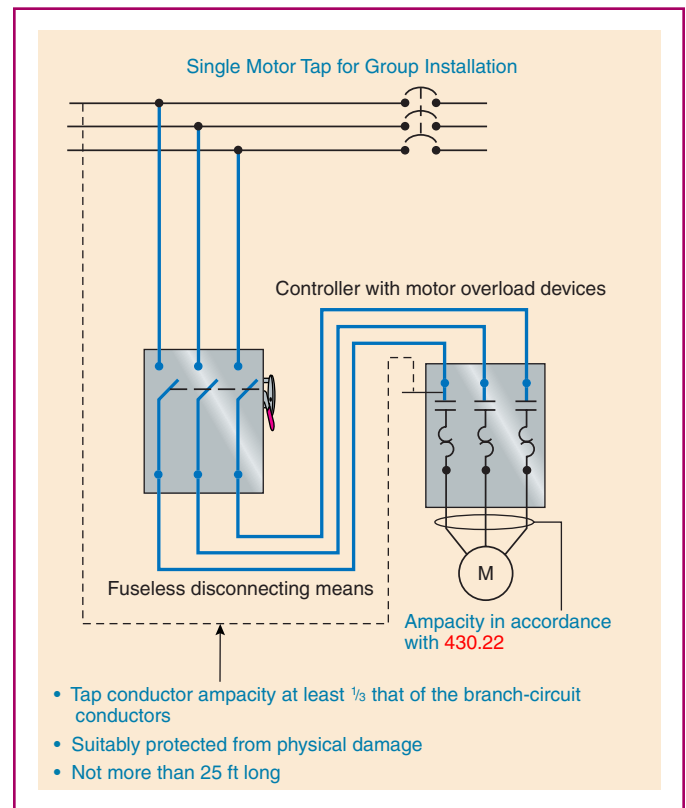 Single Motor Tap for Group Installation
Controller with motor overload devices
Fuseless disconnecting means
M
Ampacity in accordance
with 430.22
• Tap conductor ampacity at least 1/3 that of the branch-circuit
conductors
• Suitably protected from physical damage
• Not more than 25 ft long